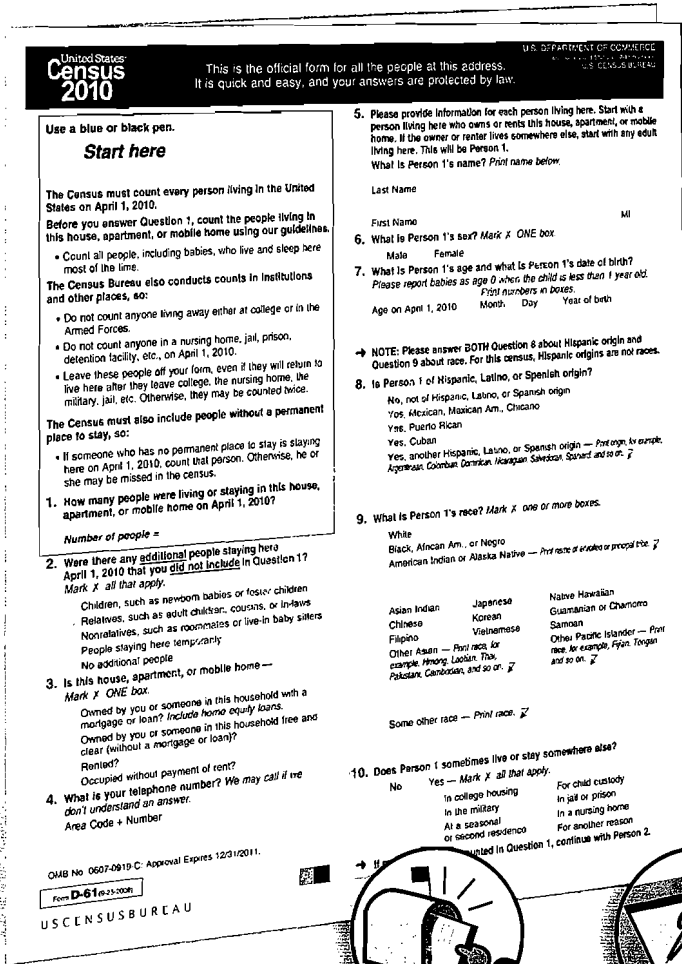 United States
Census
2010
This is the official form for all the people at this address.
It is quick and easy, and your answers are protected by law.
U.S. DEPARTMENT OF COMMERCE
U.S. CENSUS BUREAU
Use a blue or black pen.
Start here
The Census must count every person living in the United
States on April 1, 2010.
Before you answer Question 1, count the people living in
this house, apartment, or mobile home using our guidelines.
• Count all people, including babies, who live and sleep here
most of the time.
The Census Bureau also conducts counts in institutions
and other places, so:
• Do not count anyone living away either at college or in the
Armed Forces.
• Do not count anyone in a nursing home, jail, prison,
detention facility, etc., on April 1, 2010.
• Leave these people off your form, even if they will return to
live here after they leave college, the nursing home, the
military, jail, etc. Otherwise, they may be counted twice.
The Census must also include people without a permanent
place to stay, so:
• If someone who has no permanent place to stay is staying
here on April 1, 2010, count that person. Otherwise, he or
she may be missed in the census.
1. How many people were living or staying in this house,
apartment, or mobile home on April 1, 2010?
Number of people =
2. Were there any additional people staying here
April 1, 2010 that you did not include in Question 1?
Mark X all that apply.
Children, such as newborn babies or foster children
Relatives, such as adult children, cousins, or in-laws
Nonrelatives, such as roommates or live-in baby sitters
People staying here temporarily
No additional people
3. Is this house, apartment, or mobile home —
Mark X ONE box.
Owned by you or someone in this household with a
mortgage or loan? Include home equity loans.
Owned by you or someone in this household free and
clear (without a mortgage or loan)?
Rented?
Occupied without payment of rent?
4. What is your telephone number? We may call if we
don't understand an answer.
Area Code + Number
OMB No. 0607-0919-C: Approval Expires 12/31/2011.
Form D-61 (9-25-2008)
USCENSUSBUREAU
5. Please provide information for each person living here. Start with a
person living here who owns or rents this house, apartment, or mobile
home. If the owner or renter lives somewhere else, start with any adult
living here. This will be Person 1.
What is Person 1's name? Print name below.
Last Name
First Name MI
6. What is Person 1's sex? Mark X ONE box.
Male Female
7. What is Person 1's age and what is Person 1's date of birth?
Please report babies as age 0 when the child is less than 1 year old.
Print numbers in boxes.
Age on April 1, 2010 Month Day Year of birth
→ NOTE: Please answer BOTH Question 8 about Hispanic origin and
Question 9 about race. For this census, Hispanic origins are not races.
8. Is Person 1 of Hispanic, Latino, or Spanish origin?
No, not of Hispanic, Latino, or Spanish origin
Yes, Mexican, Mexican Am., Chicano
Yes, Puerto Rican
Yes, Cuban
Yes, another Hispanic, Latino, or Spanish origin — Print origin, for example,
Argentinean, Colombian, Dominican, Nicaraguan, Salvadoran, Spaniard, and so on.
9. What is Person 1's race? Mark X one or more boxes.
White
Black, African Am., or Negro
American Indian or Alaska Native — Print name of enrolled or principal tribe.
Asian Indian Japanese Native Hawaiian
Chinese Korean Guamanian or Chamorro
Filipino Vietnamese Samoan
Other Asian — Print race, for
example, Hmong, Laotian, Thai,
Pakistani, Cambodian, and so on.
Other Pacific Islander — Print
race, for example, Fijian, Tongan
and so on.
Some other race — Print race.
10. Does Person 1 sometimes live or stay somewhere else?
No Yes — Mark X all that apply.
In college housing For child custody
In the military In jail or prison
At a seasonal In a nursing home
or second residence For another reason
→ If counted in Question 1, continue with Person 2.